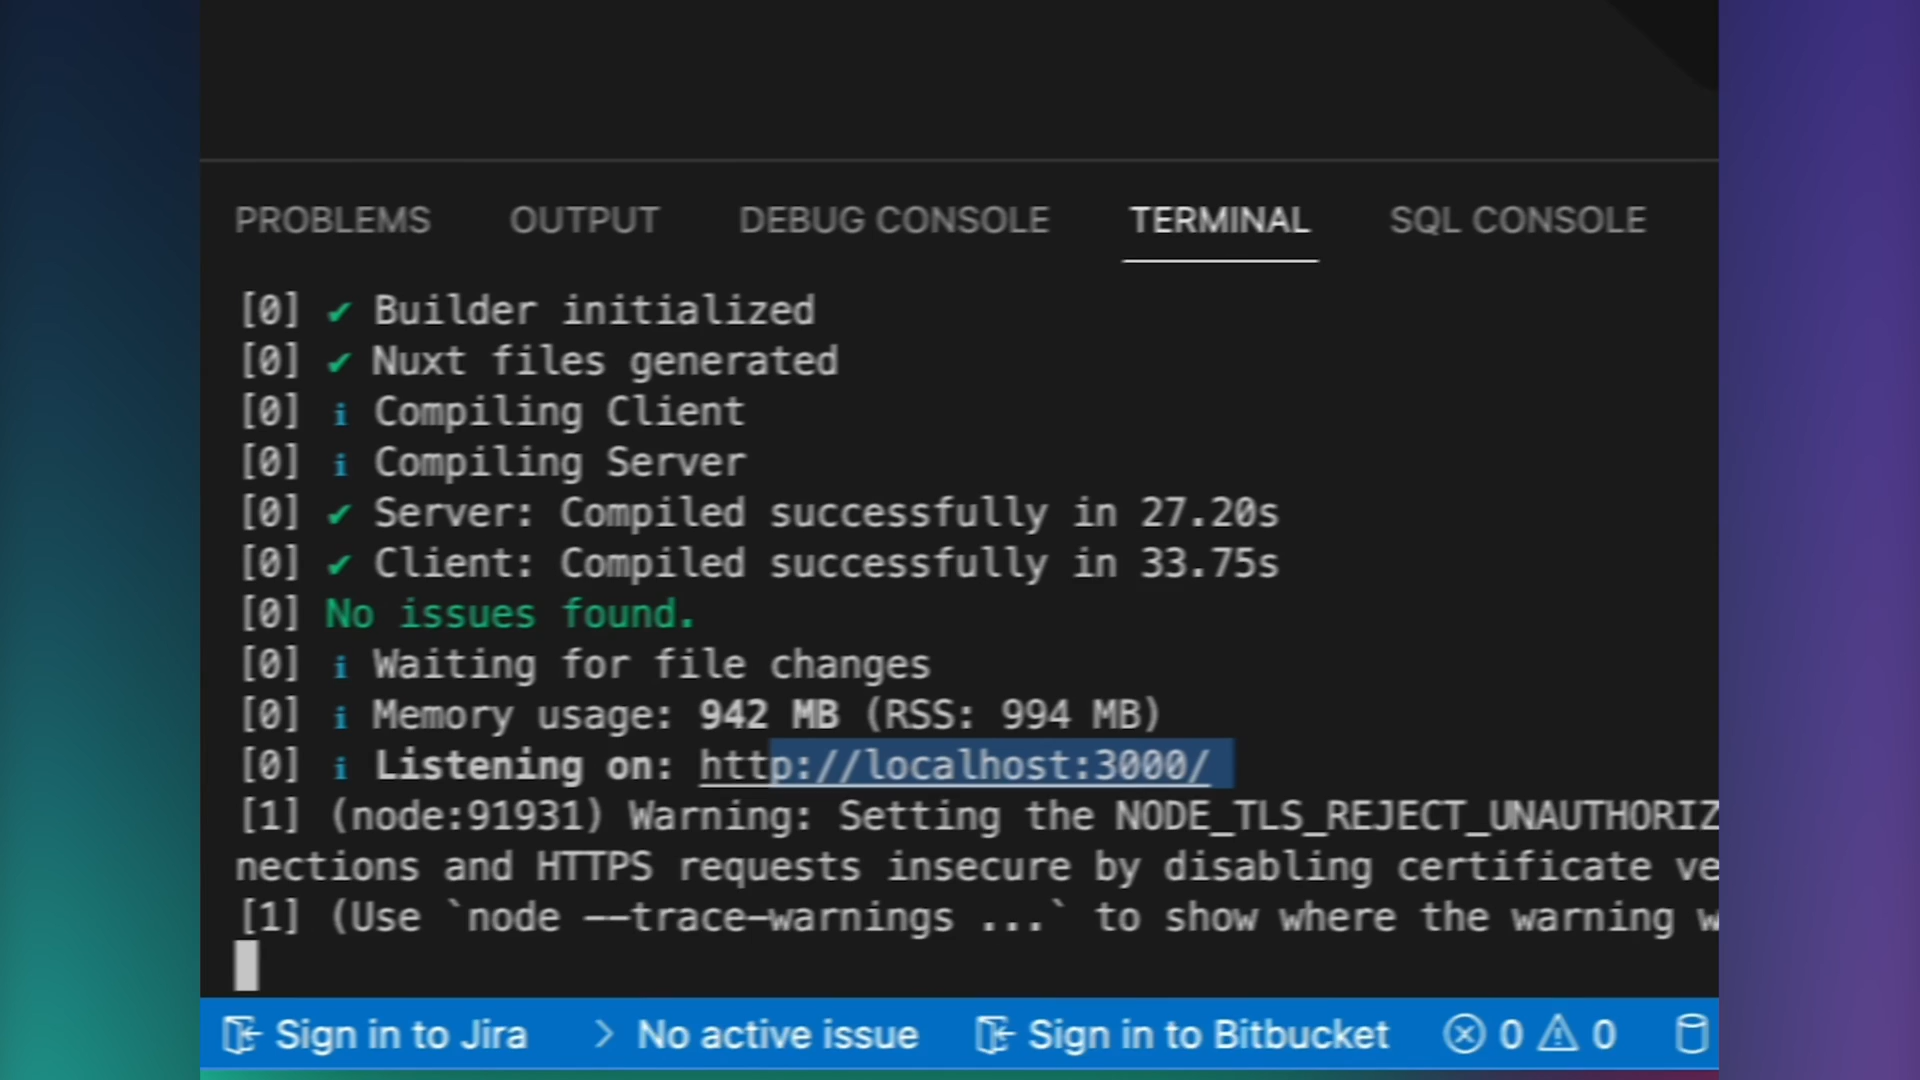 PROBLEMS OUTPUT DEBUG CONSOLE TERMINAL SQL CONSOLE
[0] ✔ Builder initialized
[0] ✔ Nuxt files generated
[0] ℹ Compiling Client
[0] ℹ Compiling Server
[0] ✔ Server: Compiled successfully in 27.20s
[0] ✔ Client: Compiled successfully in 33.75s
[0] No issues found.
[0] ℹ Waiting for file changes
[0] ℹ Memory usage: 942 MB (RSS: 994 MB)
[0] ℹ Listening on: http://localhost:3000/
[1] (node:91931) Warning: Setting the NODE_TLS_REJECT_UNAUTHORIZ
nections and HTTPS requests insecure by disabling certificate ve
[1] (Use `node --trace-warnings ...` to show where the warning w
Sign in to Jira > No active issue Sign in to Bitbucket 0 0